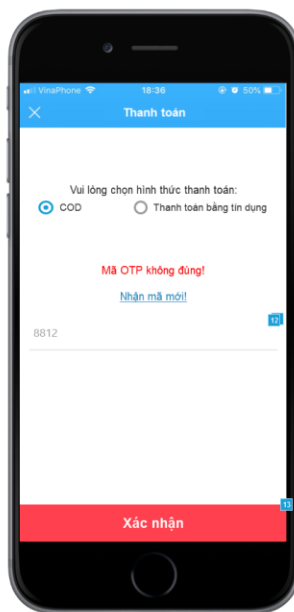 VinaPhone 18:36 50%
Thanh toán
Vui lòng chọn hình thức thanh toán:
COD Thanh toán bằng tín dụng
Mã OTP không đúng!
Nhận mã mới!
12
8812
13
Xác nhận